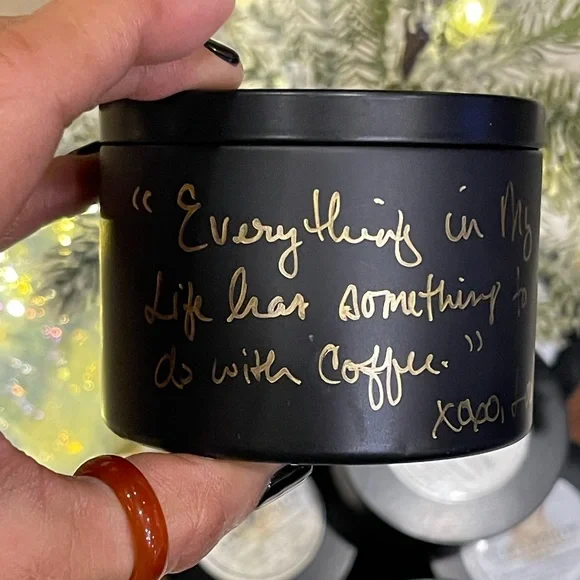 "Everything in My
Life has something to
do with Coffee."
xoxo,